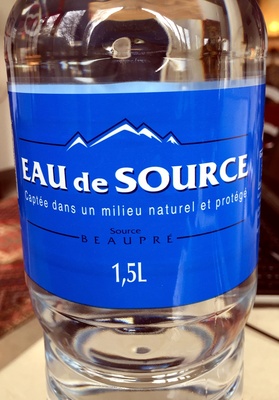 EAU de SOURCE
Captée dans un milieu naturel et protégé
Source
BEAUPRÉ
1,5L